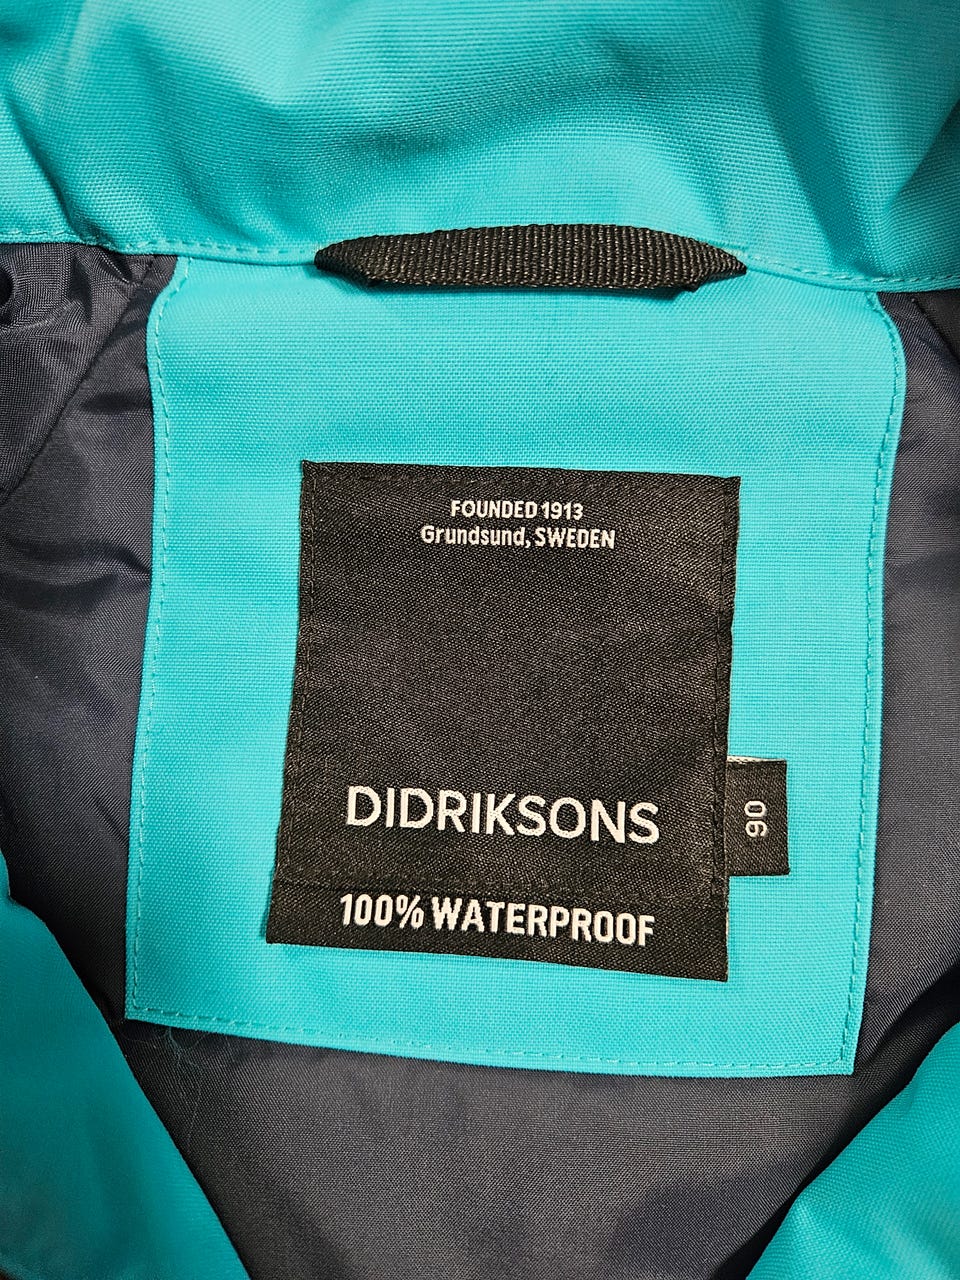 FOUNDED 1913
Grundsund, SWEDEN
DIDRIKSONS
90
100% WATERPROOF